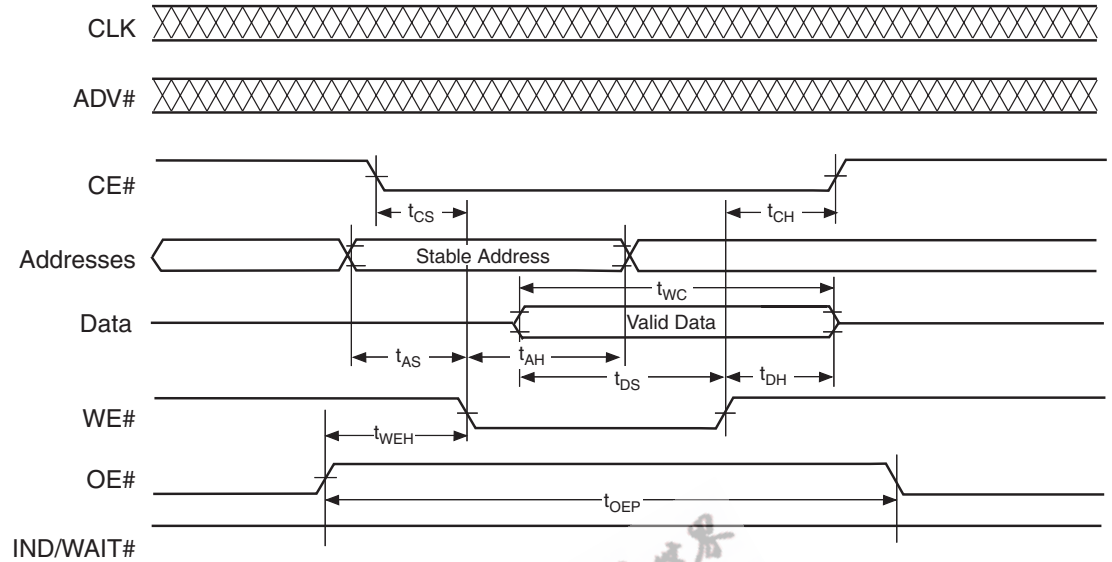 CLK
ADV#
CE#
tCS
tCH
Addresses
Stable Address
tWC
Data
Valid Data
tAS
tAH
tDS
tDH
WE#
tWEH
OE#
tOEP
IND/WAIT#